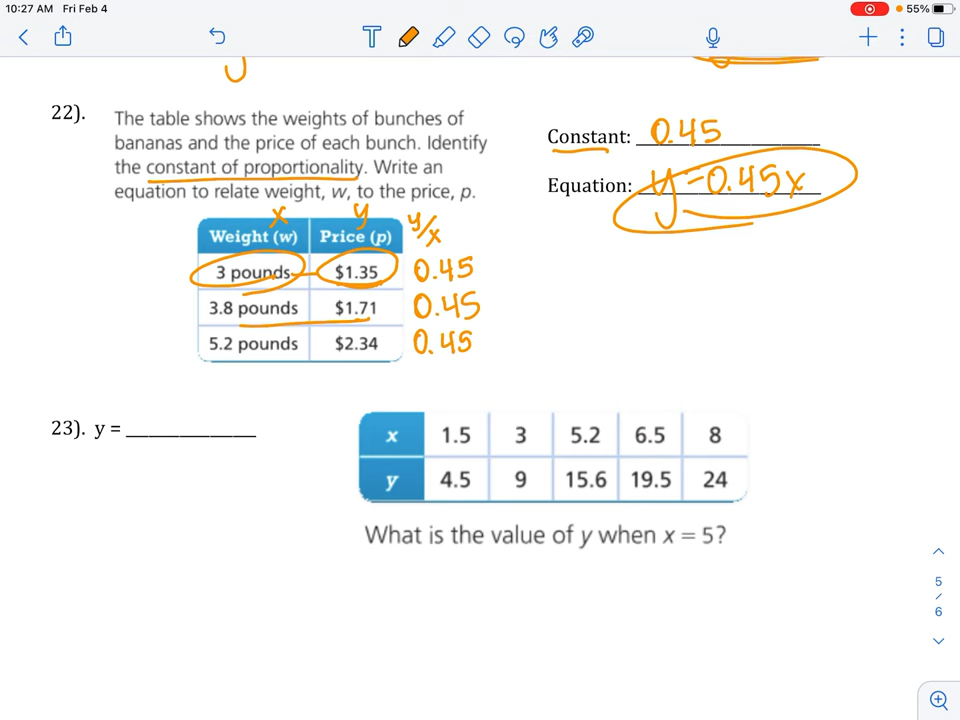 10:27 AM Fri Feb 4
55%
22).
The table shows the weights of bunches of
bananas and the price of each bunch. Identify
the constant of proportionality. Write an
equation to relate weight, w, to the price, p.
Constant: 0.45
Equation: y=0.45x
x y y/x
Weight (w) Price (p)
3 pounds $1.35 0.45
3.8 pounds $1.71 0.45
5.2 pounds $2.34 0.45
23). y = ______________
x 1.5 3 5.2 6.5 8
y 4.5 9 15.6 19.5 24
What is the value of y when x = 5?
5
/
6